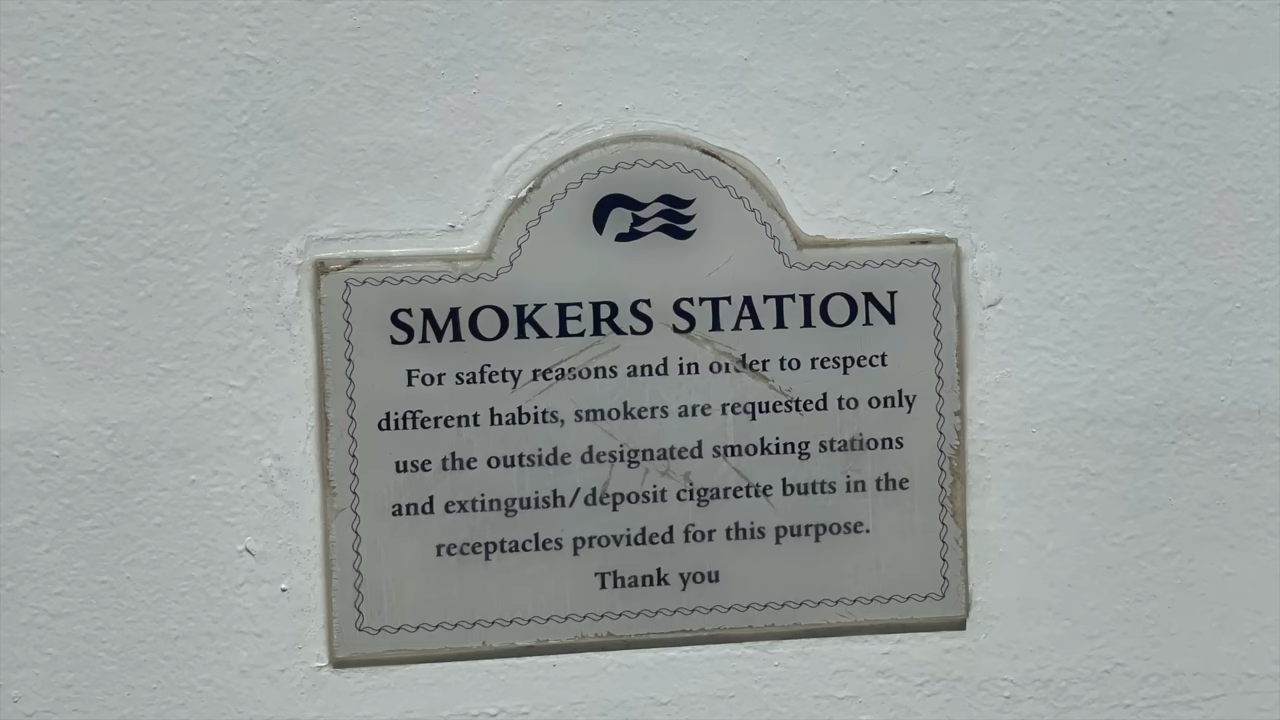 SMOKERS STATION
For safety reasons and in order to respect
different habits, smokers are requested to only
use the outside designated smoking stations
and extinguish/deposit cigarette butts in the
receptacles provided for this purpose.
Thank you